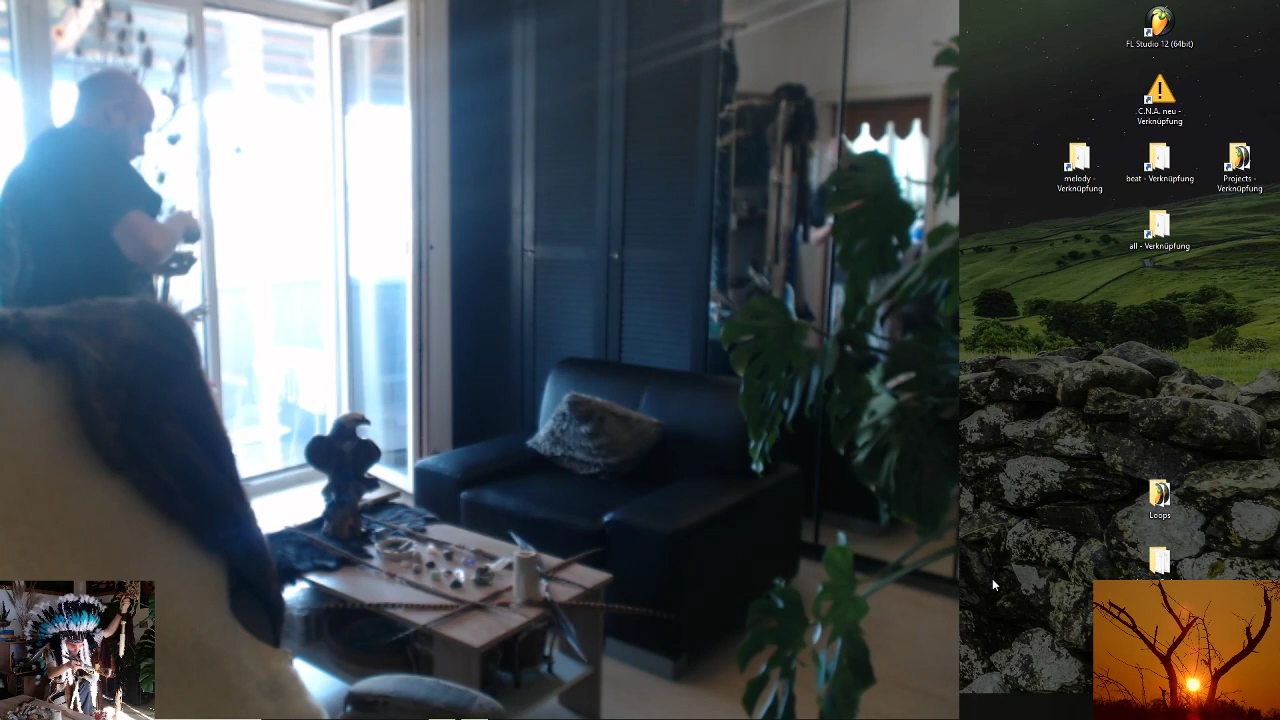 FL Studio 12 (64bit)
C.N.A. neu -
Verknüpfung
melody -
Verknüpfung
beat - Verknüpfung
Projects -
Verknüpfung
all - Verknüpfung
Loops